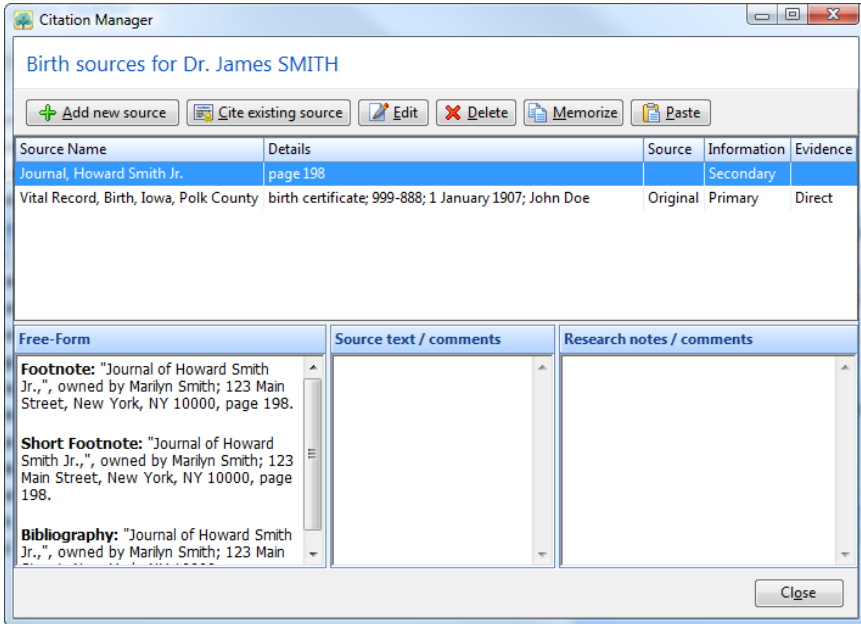 Citation Manager
Birth sources for Dr. James SMITH
Add new source Cite existing source Edit Delete Memorize Paste
Source Name Details Source Information Evidence
Journal, Howard Smith Jr. page 198 Secondary
Vital Record, Birth, Iowa, Polk County birth certificate; 999-888; 1 January 1907; John Doe Original Primary Direct
Free-Form Source text / comments Research notes / comments
Footnote: "Journal of Howard Smith
Jr.,", owned by Marilyn Smith; 123 Main
Street, New York, NY 10000, page 198.
Short Footnote: "Journal of Howard
Smith Jr.,", owned by Marilyn Smith; 123
Main Street, New York, NY 10000, page
198.
Bibliography: "Journal of Howard Smith
Jr.,", owned by Marilyn Smith; 123 Main
Close